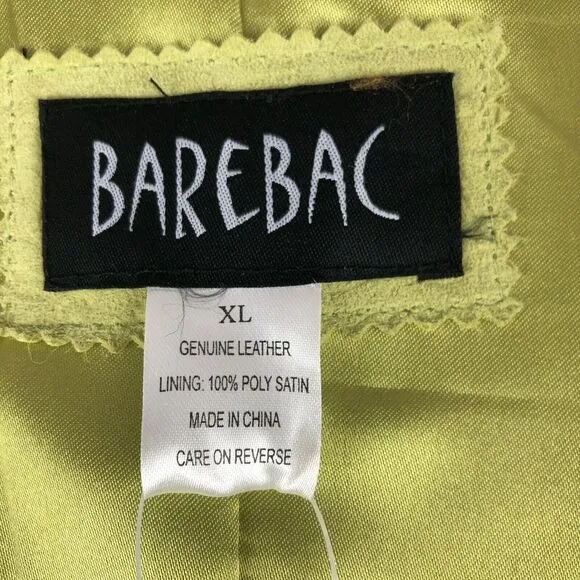 BAREBAC
XL
GENUINE LEATHER
LINING: 100% POLY SATIN
MADE IN CHINA
CARE ON REVERSE